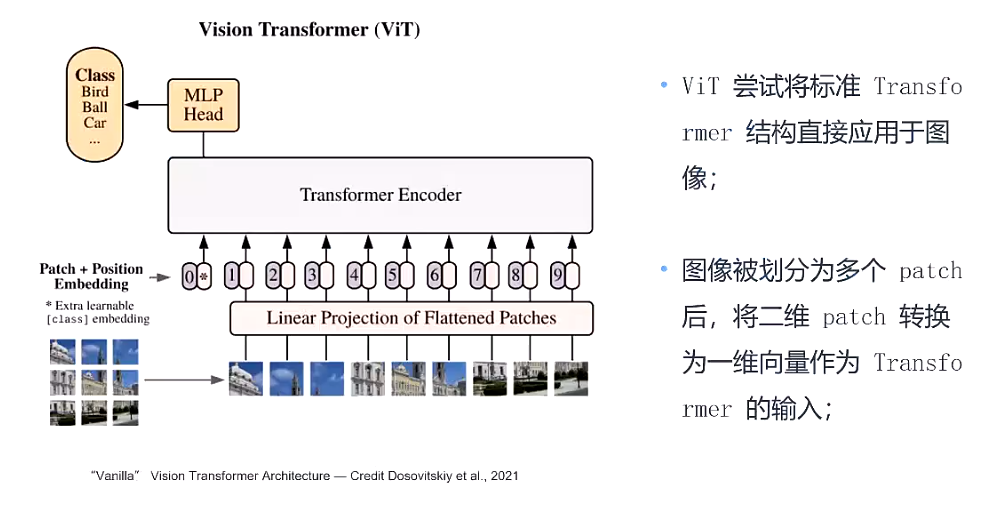 Vision Transformer (ViT)
Class
Bird
Ball
Car
...
MLP
Head
Transformer Encoder
Patch + Position
Embedding
* Extra learnable
[class] embedding
0 * 1 2 3 4 5 6 7 8 9
Linear Projection of Flattened Patches
“Vanilla” Vision Transformer Architecture — Credit Dosovitskiy et al., 2021
• ViT 尝试将标准 Transfo
rmer 结构直接应用于图
像；
• 图像被划分为多个 patch
后，将二维 patch 转换
为一维向量作为 Transfo
rmer 的输入；